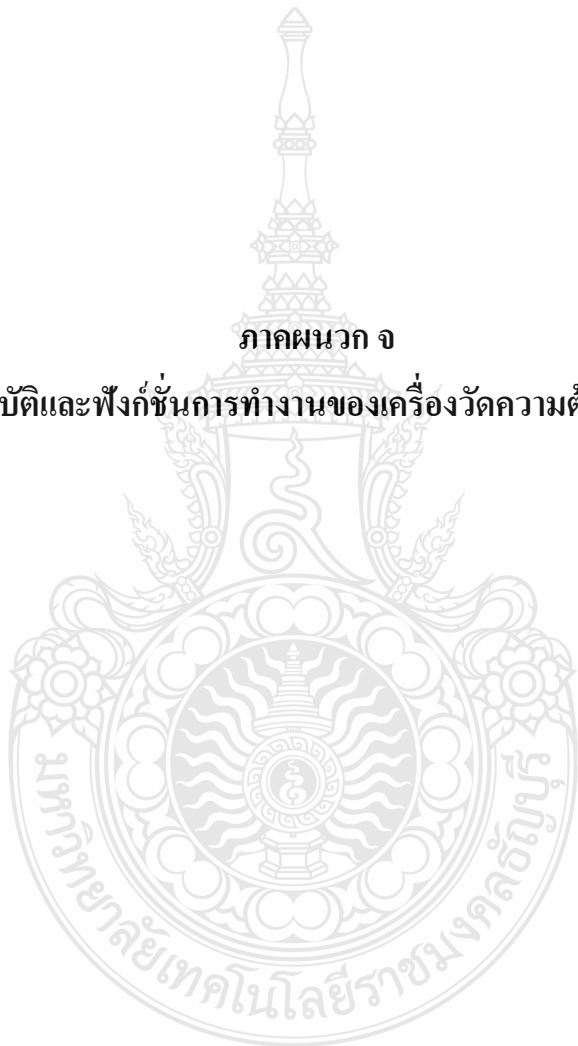 ภาคผนวก จ
บัติและฟังก์ชั่นการทำงานของเครื่องวัดความต้
มหาวิทยาลัยเทคโนโลยีราชมงคลธัญบุรี